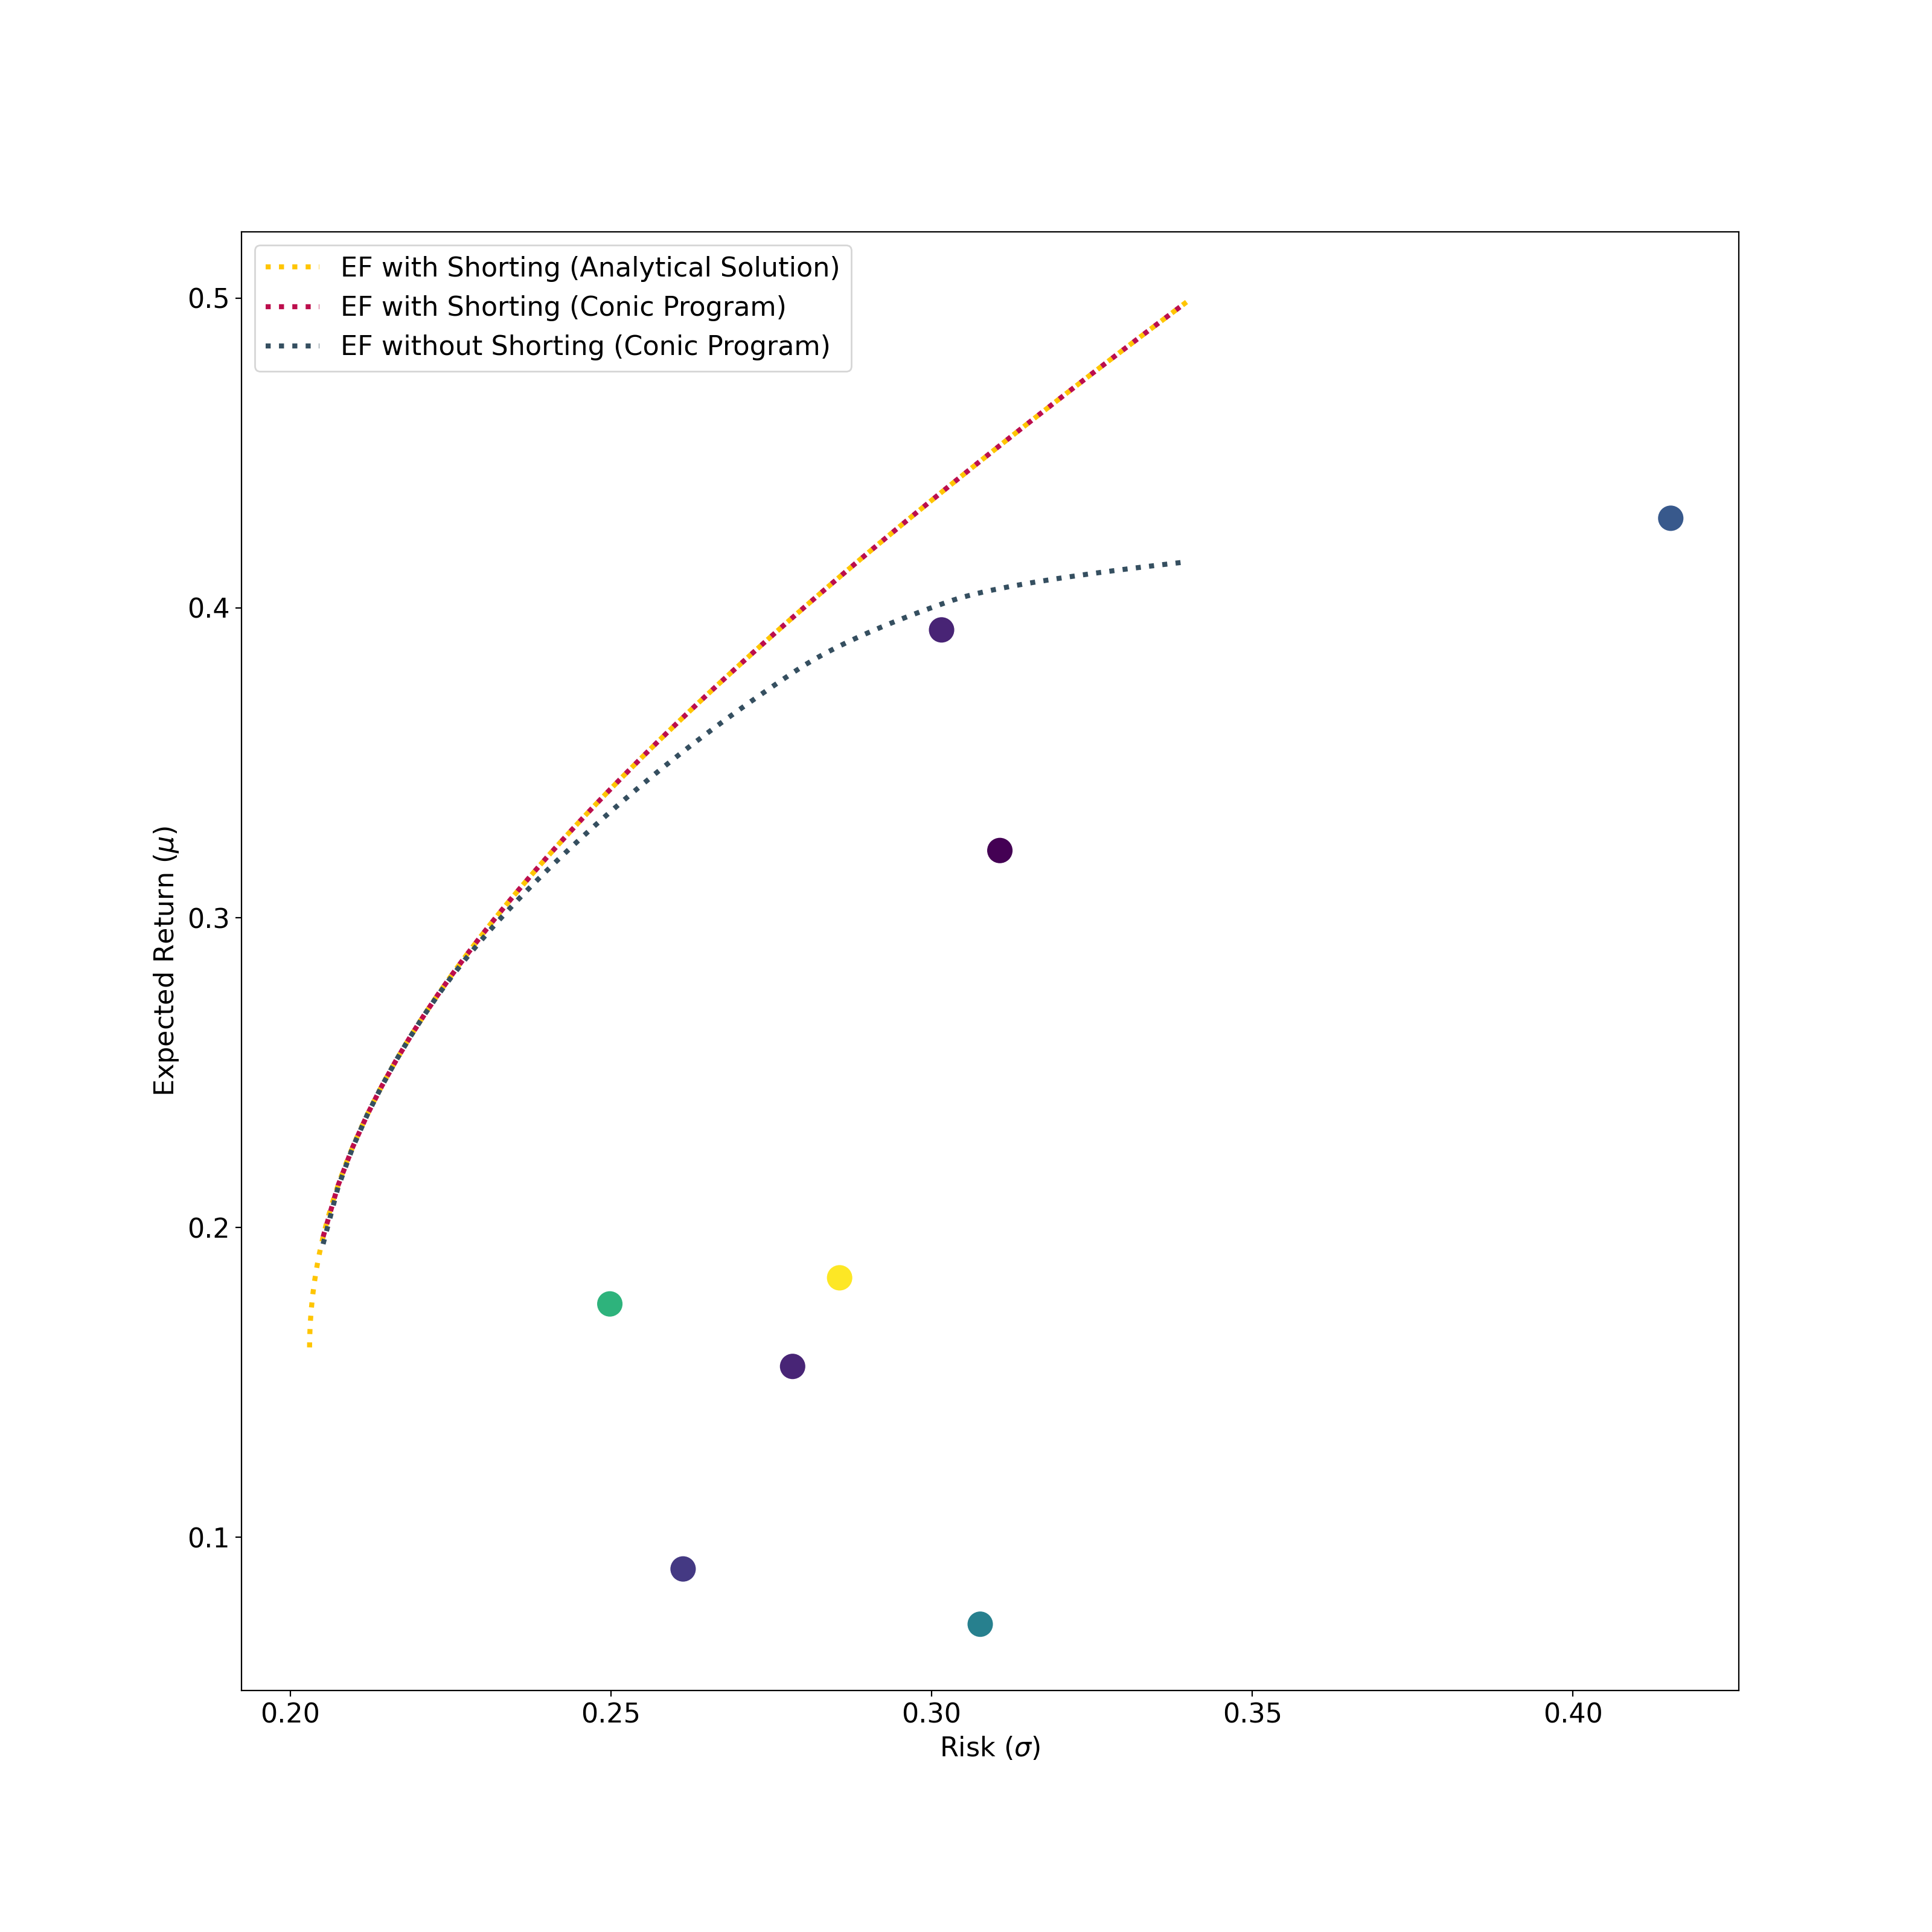 EF with Shorting (Analytical Solution)
EF with Shorting (Conic Program)
EF without Shorting (Conic Program)
0.5
0.4
0.3
0.2
0.1
Expected Return (μ)
0.20 0.25 0.30 0.35 0.40
Risk (σ)